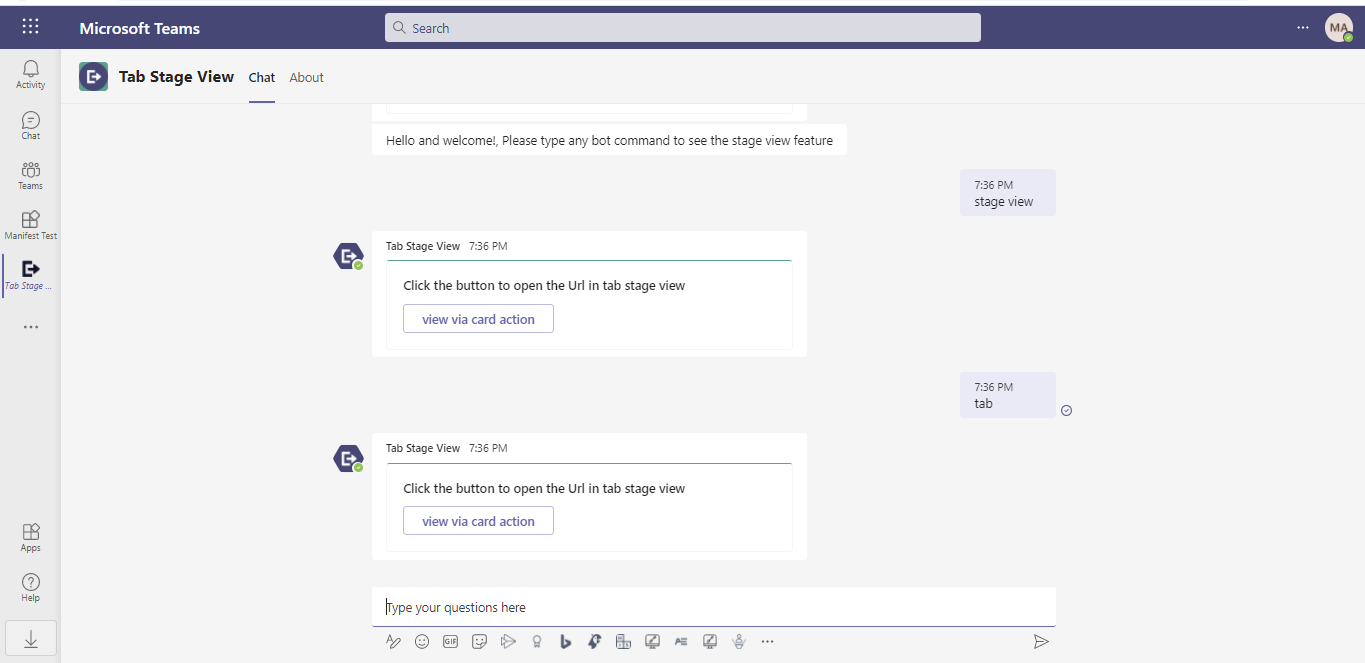 Microsoft Teams
Search
MA
Activity
Chat
Teams
Manifest Test
Tab Stage ...
Apps
Help
Tab Stage View
Chat
About
Hello and welcome!, Please type any bot command to see the stage view feature
7:36 PM
stage view
Tab Stage View 7:36 PM
Click the button to open the Url in tab stage view
view via card action
7:36 PM
tab
Tab Stage View 7:36 PM
Click the button to open the Url in tab stage view
view via card action
Type your questions here
GIF